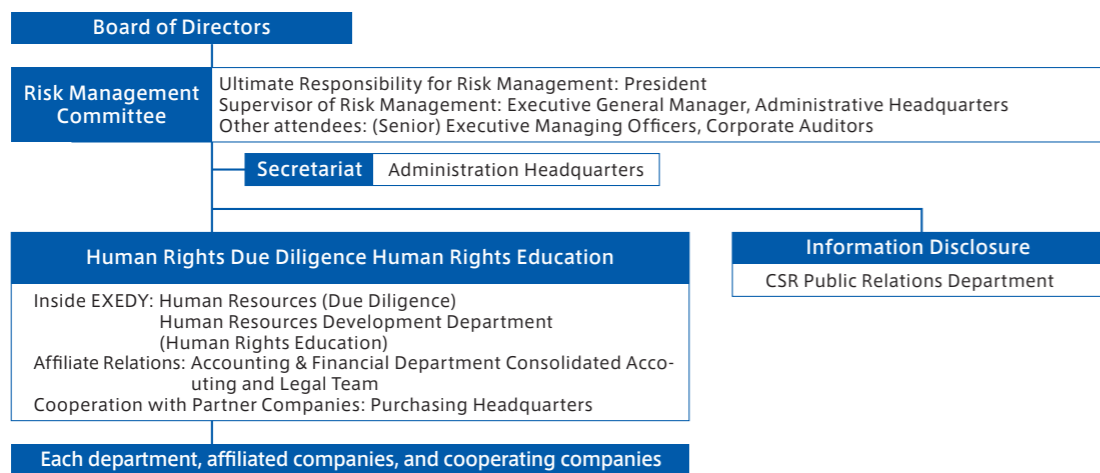 Board of Directors
Risk Management
Committee
Ultimate Responsibility for Risk Management: President
Supervisor of Risk Management: Executive General Manager, Administrative Headquarters
Other attendees: (Senior) Executive Managing Officers, Corporate Auditors
Secretariat
Administration Headquarters
Human Rights Due Diligence Human Rights Education
Inside EXEDY: Human Resources (Due Diligence)
Human Resources Development Department
(Human Rights Education)
Affiliate Relations: Accounting & Financial Department Consolidated Acco-
uting and Legal Team
Cooperation with Partner Companies: Purchasing Headquarters
Information Disclosure
CSR Public Relations Department
Each department, affiliated companies, and cooperating companies